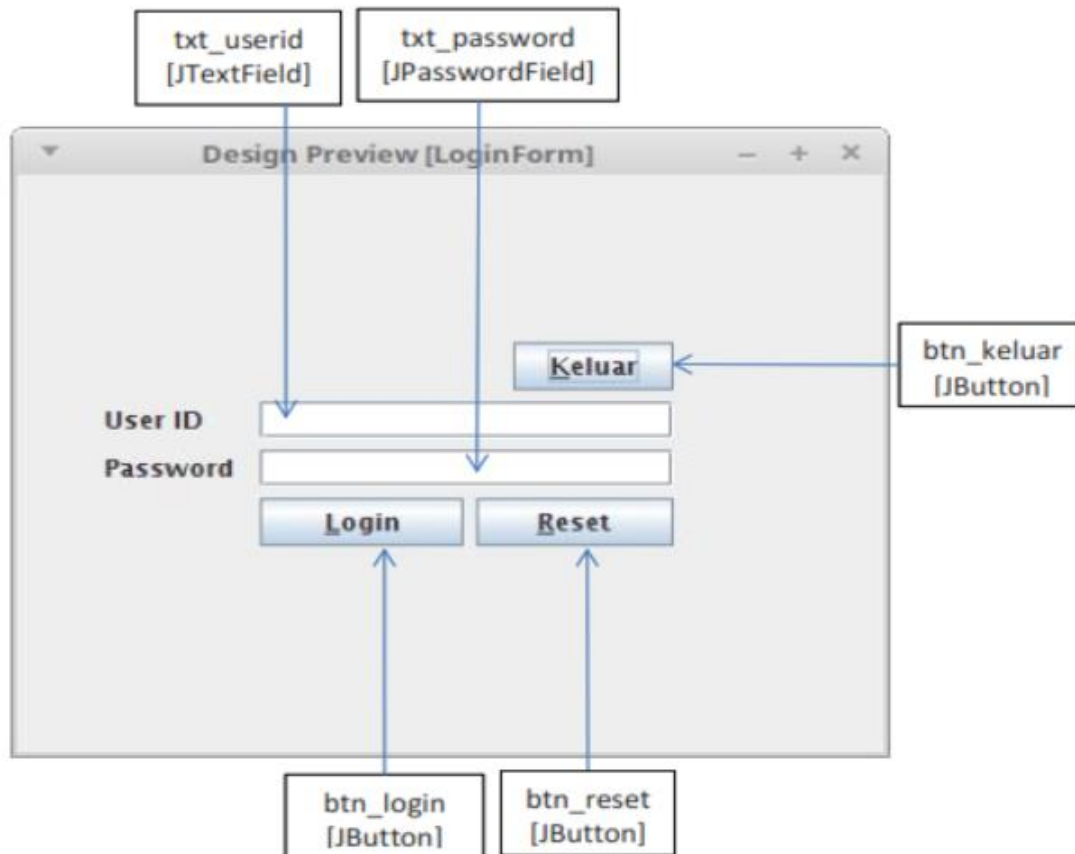 txt_userid
[JTextField]
txt_password
[JPasswordField]
Design Preview [LoginForm]
Keluar
btn_keluar
[JButton]
User ID
Password
Login
Reset
btn_login
[JButton]
btn_reset
[JButton]